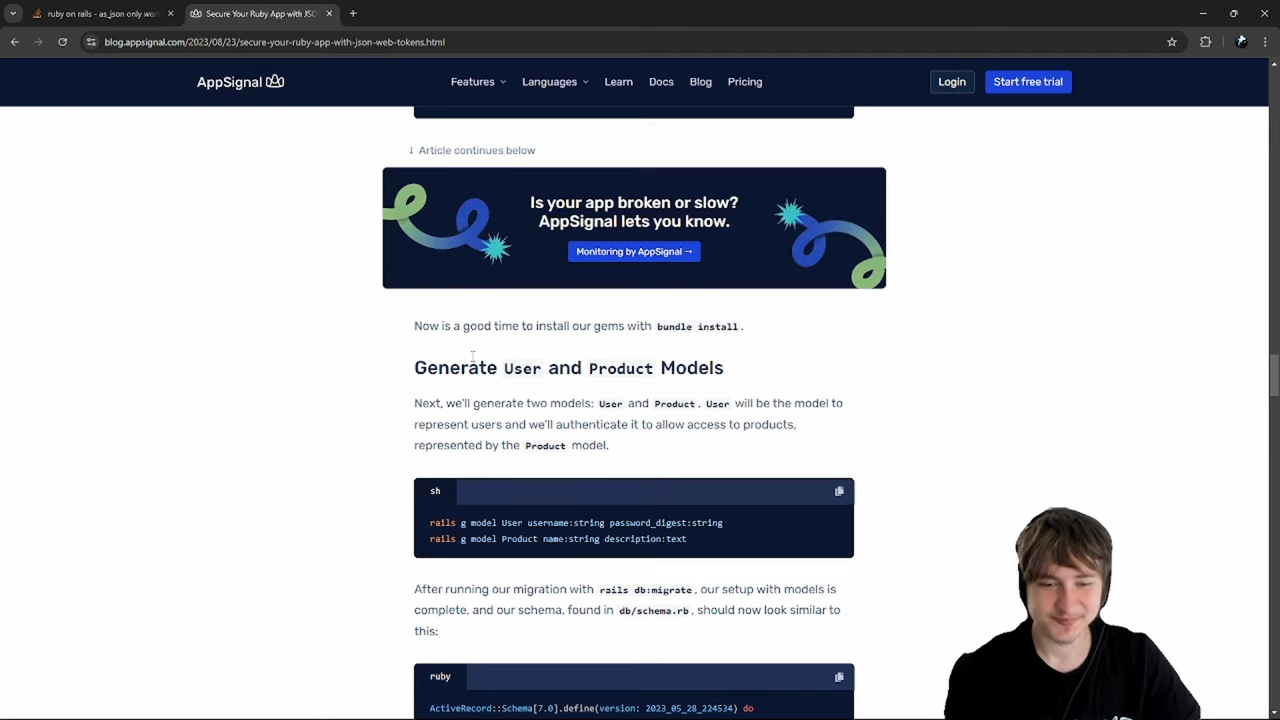 ruby on rails - as_json only wor
Secure Your Ruby App with JSO
blog.appsignal.com/2023/08/23/secure-your-ruby-app-with-json-web-tokens.html
AppSignal
Features
Languages
Learn
Docs
Blog
Pricing
Login
Start free trial
↓ Article continues below
Is your app broken or slow?
AppSignal lets you know.
Monitoring by AppSignal →
Now is a good time to install our gems with bundle install.
Generate User and Product Models
Next, we'll generate two models: User and Product. User will be the model to
represent users and we'll authenticate it to allow access to products,
represented by the Product model.
sh
rails g model User username:string password_digest:string
rails g model Product name:string description:text
After running our migration with rails db:migrate, our setup with models is
complete, and our schema, found in db/schema.rb, should now look similar to
this:
ruby
ActiveRecord::Schema[7.0].define(version: 2023_05_28_224534) do